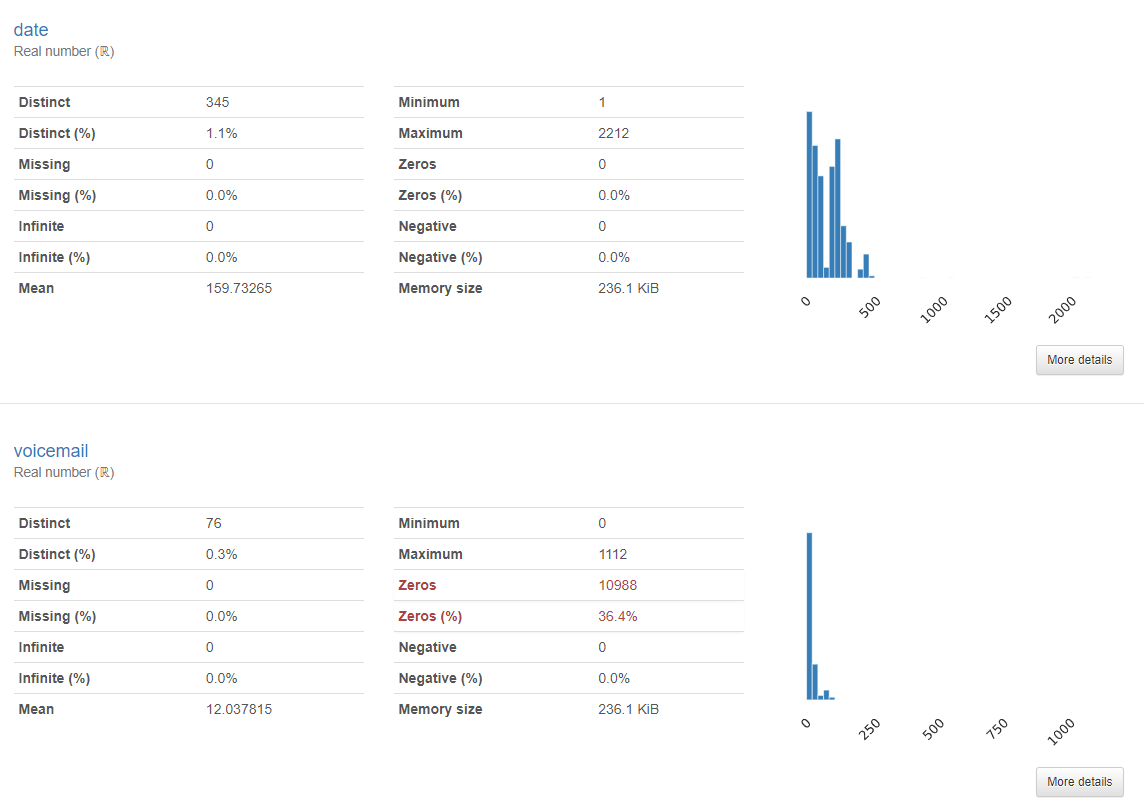 date
Real number (ℝ)
Distinct 345
Distinct (%) 1.1%
Missing 0
Missing (%) 0.0%
Infinite 0
Infinite (%) 0.0%
Mean 159.73265
Minimum 1
Maximum 2212
Zeros 0
Zeros (%) 0.0%
Negative 0
Negative (%) 0.0%
Memory size 236.1 KiB
0 500 1000 1500 2000
More details
voicemail
Real number (ℝ)
Distinct 76
Distinct (%) 0.3%
Missing 0
Missing (%) 0.0%
Infinite 0
Infinite (%) 0.0%
Mean 12.037815
Minimum 0
Maximum 1112
Zeros 10988
Zeros (%) 36.4%
Negative 0
Negative (%) 0.0%
Memory size 236.1 KiB
0 250 500 750 1000
More details